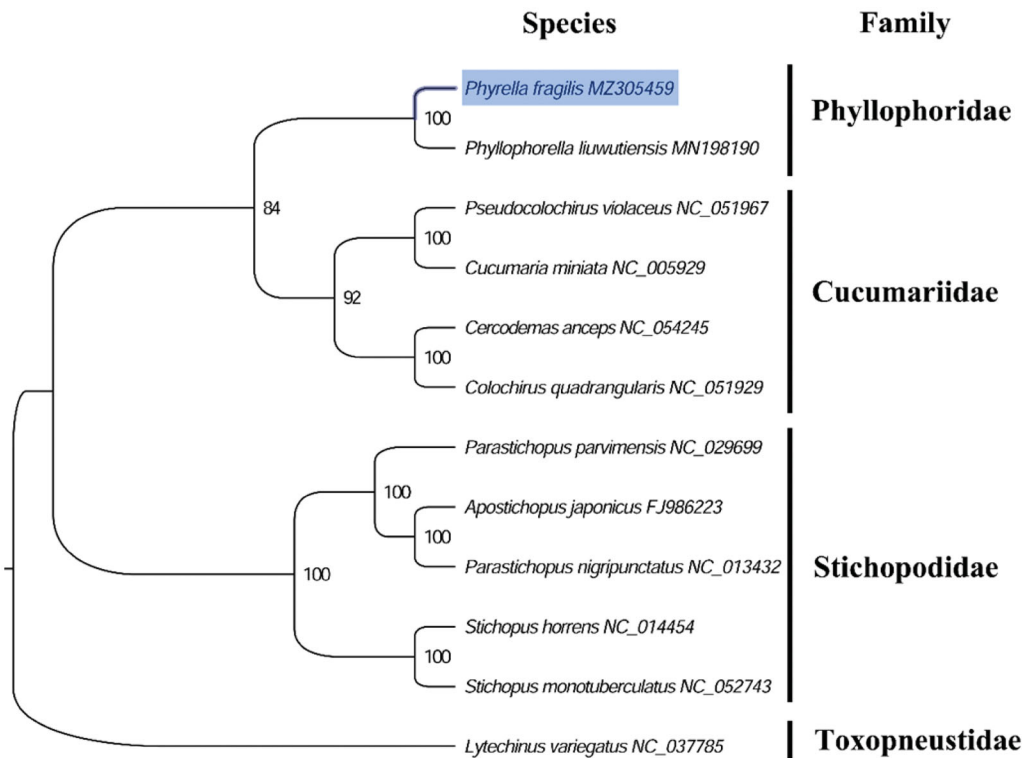 Species Family
Phyrella fragilis MZ305459
Phyllophoridae
100
Phyllophorella liuwutiensis MN198190
Pseudocolochirus violaceus NC_051967
84
100
Cucumaria miniata NC_005929
Cucumariidae
92
Cercodemas anceps NC_054245
100
Colochirus quadrangularis NC_051929
Parastichopus parvimensis NC_029699
100
Apostichopus japonicus FJ986223
100
Parastichopus nigripunctatus NC_013432
Stichopodidae
100
Stichopus horrens NC_014454
100
Stichopus monotuberculatus NC_052743
Lytechinus variegatus NC_037785
Toxopneustidae